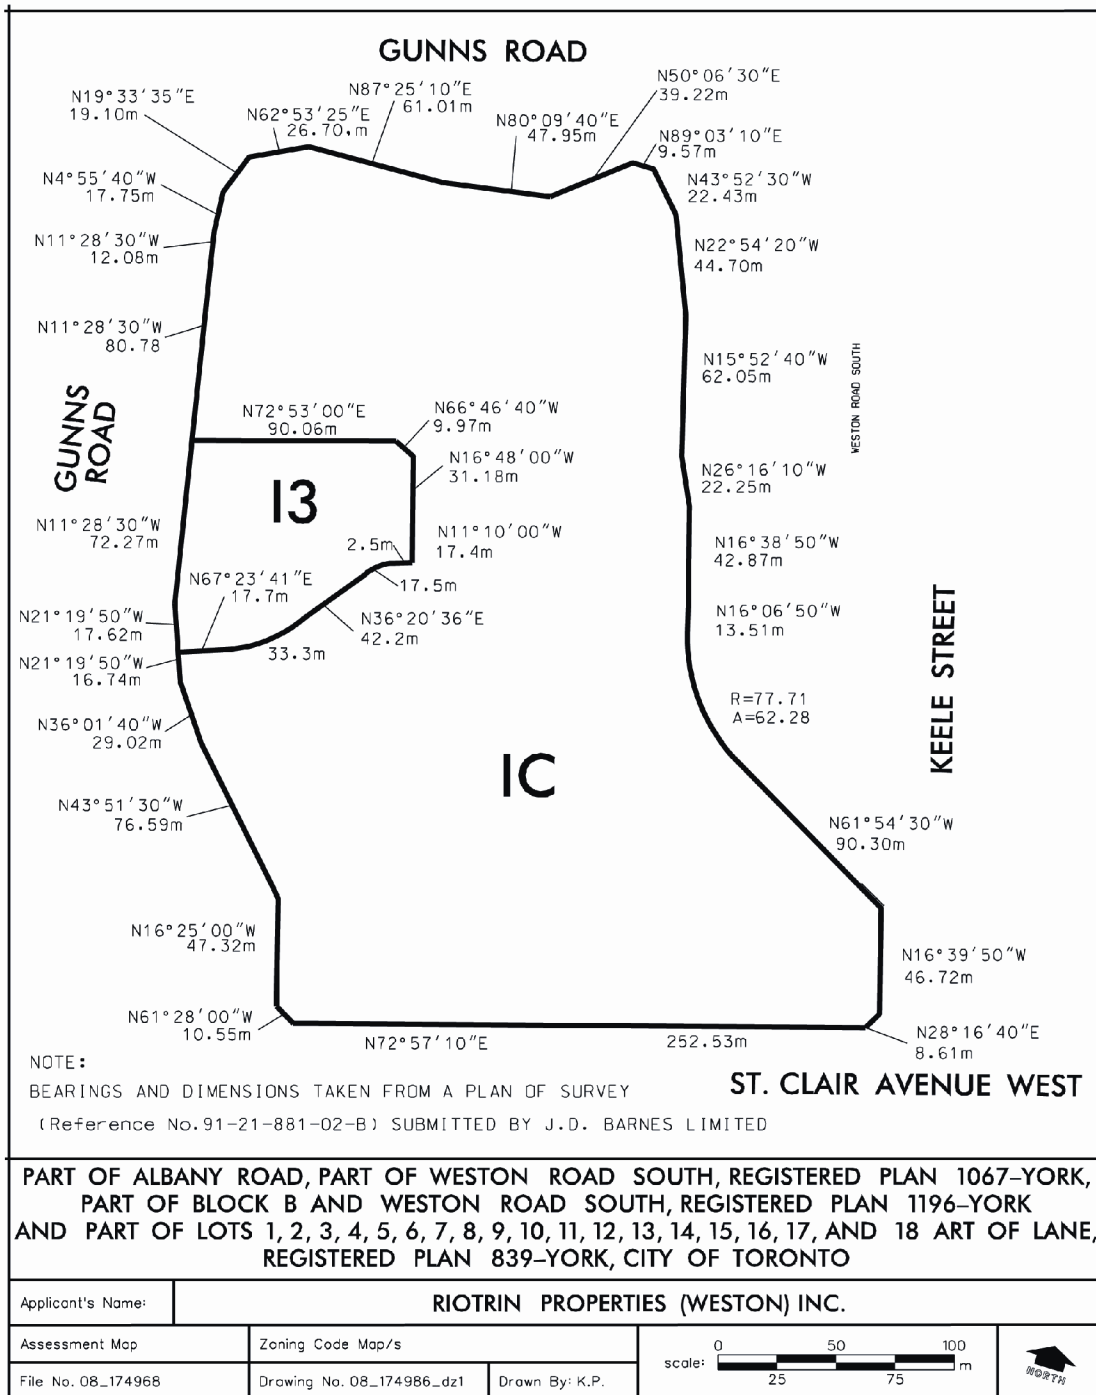 GUNNS ROAD
N19°33'35"E
19.10m
N62°53'25"E
26.70.m
N87°25'10"E
61.01m
N80°09'40"E
47.95m
N50°06'30"E
39.22m
N89°03'10"E
9.57m
N4°55'40"W
17.75m
N43°52'30"W
22.43m
N11°28'30"W
12.08m
N22°54'20"W
44.70m
N11°28'30"W
80.78
N15°52'40"W
62.05m
WESTON ROAD SOUTH
GUNNS
ROAD
N72°53'00"E
90.06m
N66°46'40"W
9.97m
N16°48'00"W
31.18m
N26°16'10"W
22.25m
I3
N11°28'30"W
72.27m
2.5m
N11°10'00"W
17.4m
N16°38'50"W
42.87m
N67°23'41"E
17.7m
17.5m
N21°19'50"W
17.62m
N36°20'36"E
42.2m
N16°06'50"W
13.51m
33.3m
N21°19'50"W
16.74m
KEELE STREET
N36°01'40"W
29.02m
R=77.71
A=62.28
IC
N43°51'30"W
76.59m
N61°54'30"W
90.30m
N16°25'00"W
47.32m
N16°39'50"W
46.72m
N61°28'00"W
10.55m
N72°57'10"E
252.53m
N28°16'40"E
8.61m
NOTE:
BEARINGS AND DIMENSIONS TAKEN FROM A PLAN OF SURVEY
(Reference No.91-21-881-02-B) SUBMITTED BY J.D. BARNES LIMITED
ST. CLAIR AVENUE WEST
PART OF ALBANY ROAD, PART OF WESTON ROAD SOUTH, REGISTERED PLAN 1067-YORK,
PART OF BLOCK B AND WESTON ROAD SOUTH, REGISTERED PLAN 1196-YORK
AND PART OF LOTS 1, 2, 3, 4, 5, 6, 7, 8, 9, 10, 11, 12, 13, 14, 15, 16, 17, AND 18 ART OF LANE,
REGISTERED PLAN 839-YORK, CITY OF TORONTO
Applicant's Name:
RIOTRIN PROPERTIES (WESTON) INC.
Assessment Map
Zoning Code Map/s
File No. 08_174968
Drawing No. 08_174986_dz1
Drawn By: K.P.
scale:
0 50 100
m
25 75
NORTH